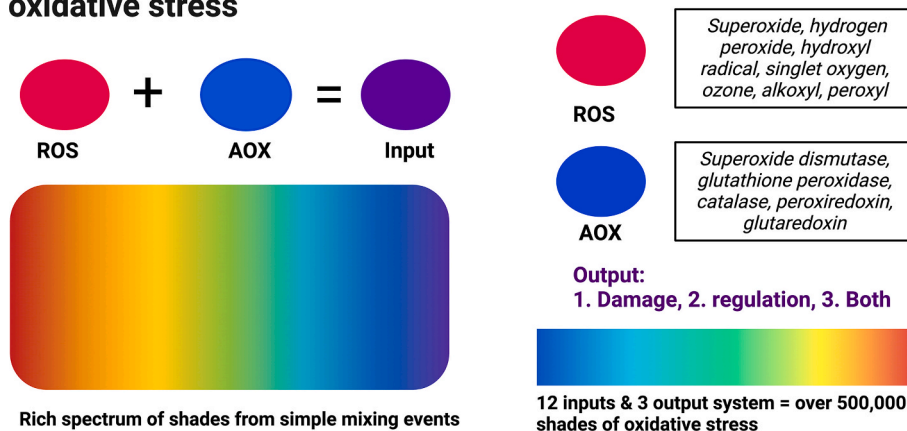 oxidative stress
+
=
ROS
AOX
Input
Rich spectrum of shades from simple mixing events
ROS
Superoxide, hydrogen
peroxide, hydroxyl
radical, singlet oxygen,
ozone, alkoxyl, peroxyl
AOX
Superoxide dismutase,
glutathione peroxidase,
catalase, peroxiredoxin,
glutaredoxin
Output:
1. Damage, 2. regulation, 3. Both
12 inputs & 3 output system = over 500,000
shades of oxidative stress